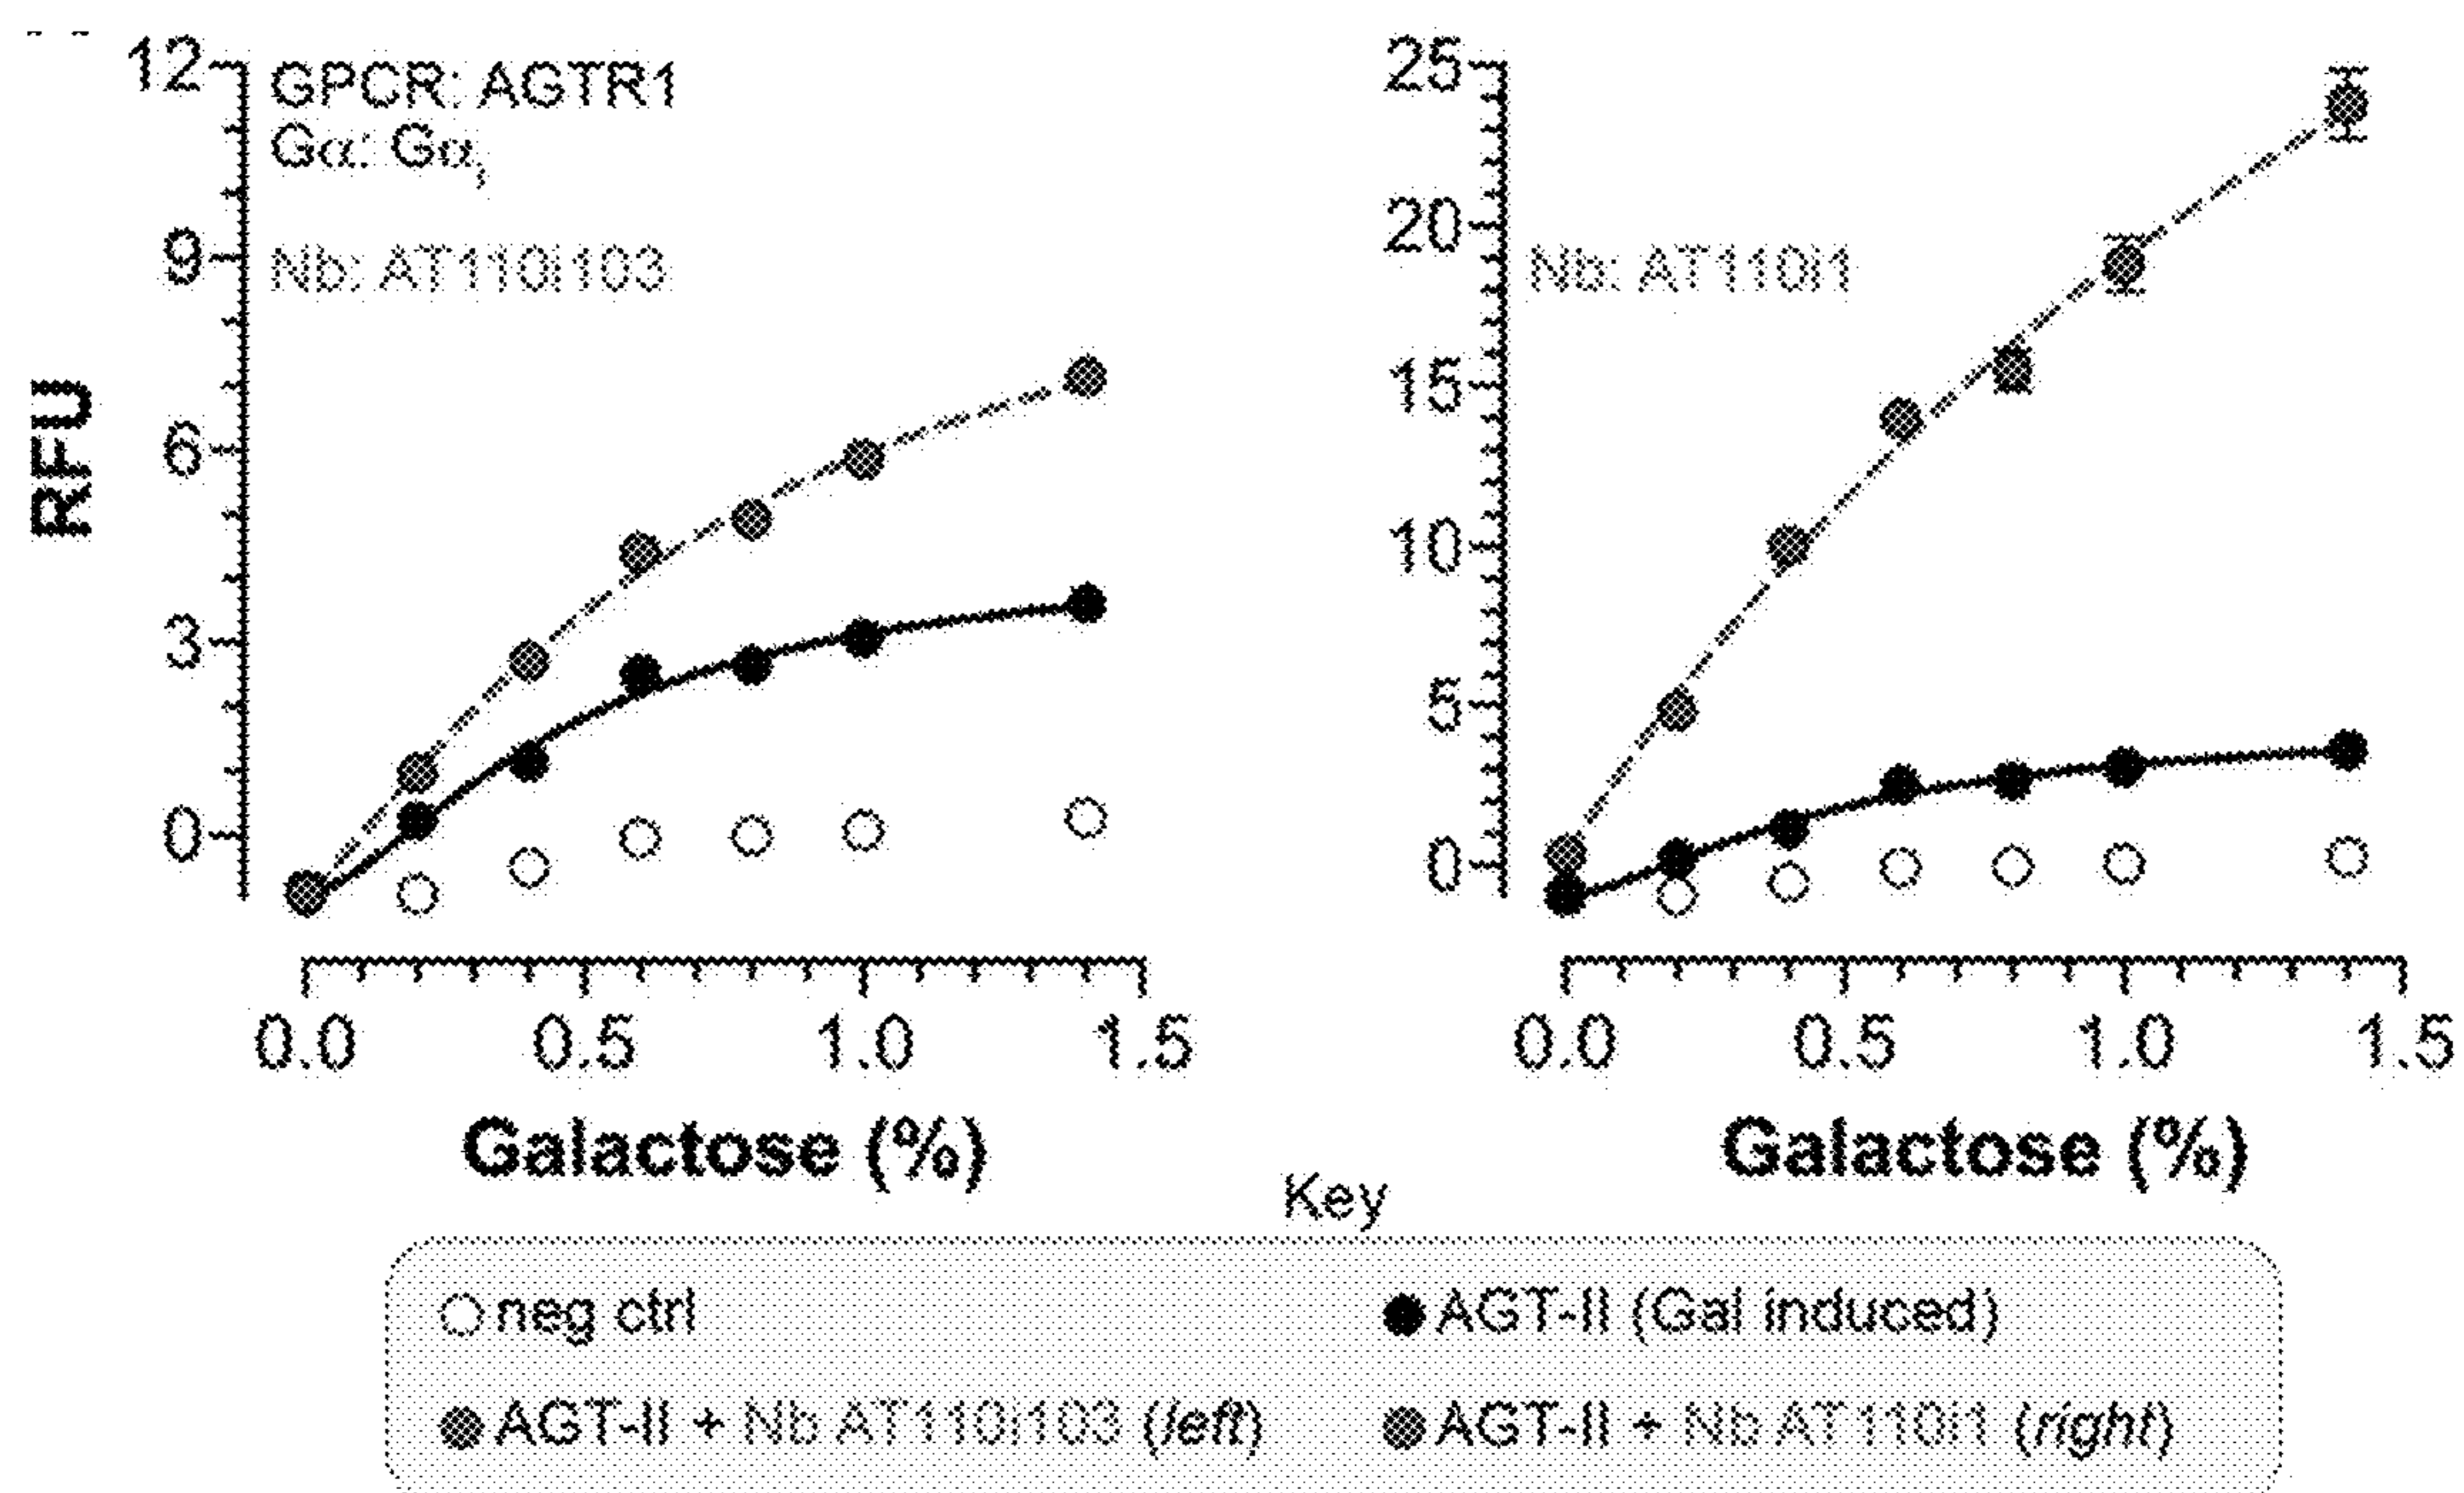 12
GPCR: AGTR1
Gα: Gαi
9
Nb: AT110i103
6
3
0
RFU
0.0 0.5 1.0 1.5
Galactose (%)
25
20
Nb: AT110i1
15
10
5
0
0.0 0.5 1.0 1.5
Galactose (%)
Key
neg ctrl
AGT-II (Gal induced)
AGT-II + Nb AT110i103 (left)
AGT-II + Nb AT110i1 (right)